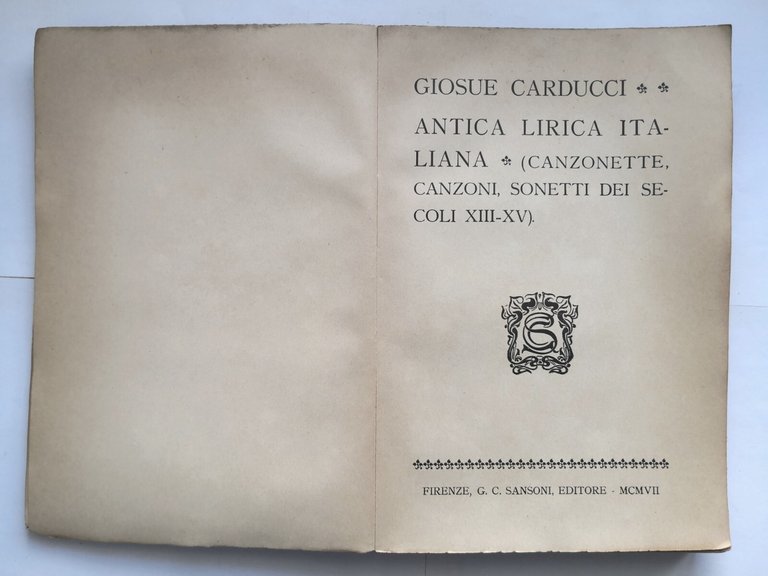 GIOSUE CARDUCCI
ANTICA LIRICA ITA-
LIANA (CANZONETTE,
CANZONI, SONETTI DEI SE-
COLI XIII-XV).
FIRENZE, G. C. SANSONI, EDITORE - MCMVII